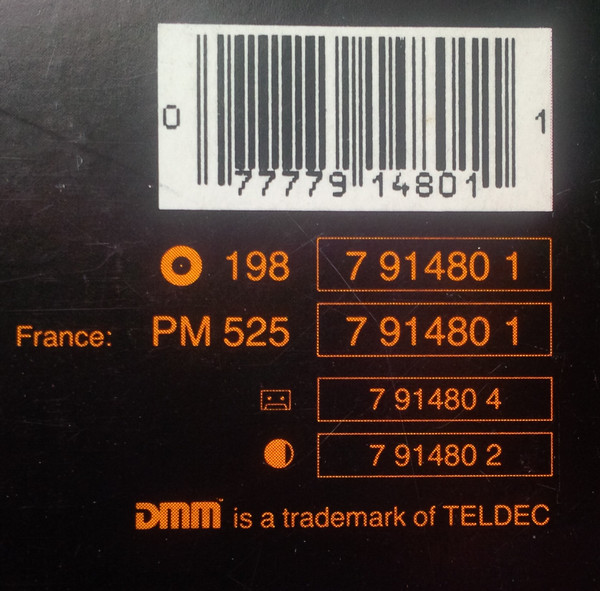 0 77779 14801 1
198 7 91480 1
France: PM 525 7 91480 1
7 91480 4
7 91480 2
DMM™ is a trademark of TELDEC